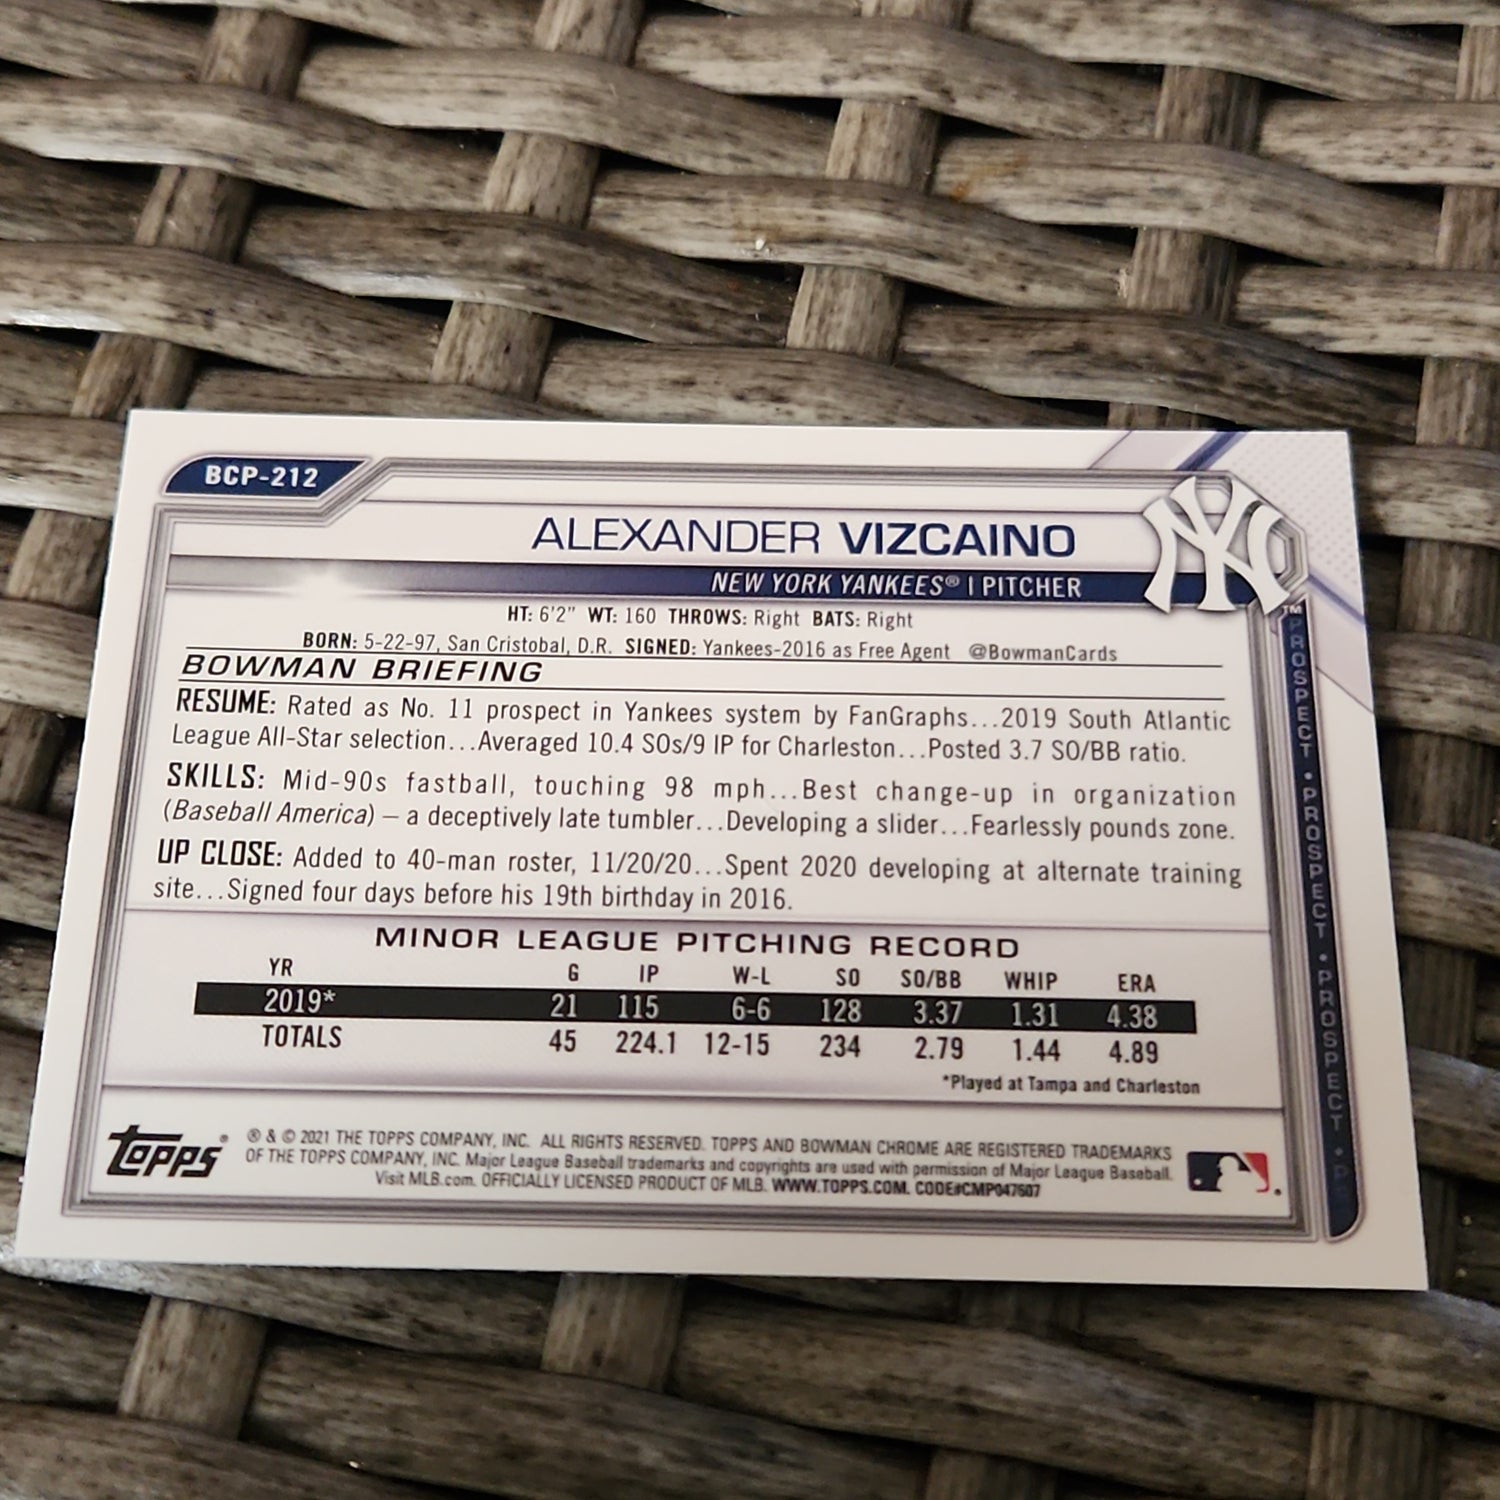 BCP-212
ALEXANDER VIZCAINO
NEW YORK YANKEES® | PITCHER
HT: 6'2" WT: 160 THROWS: Right BATS: Right
BORN: 5-22-97, San Cristobal, D.R. SIGNED: Yankees-2016 as Free Agent @BowmanCards
BOWMAN BRIEFING
RESUME: Rated as No. 11 prospect in Yankees system by FanGraphs...2019 South Atlantic
League All-Star selection...Averaged 10.4 SOs/9 IP for Charleston...Posted 3.7 SO/BB ratio.
SKILLS: Mid-90s fastball, touching 98 mph...Best change-up in organization
(Baseball America) – a deceptively late tumbler...Developing a slider...Fearlessly pounds zone.
UP CLOSE: Added to 40-man roster, 11/20/20...Spent 2020 developing at alternate training
site...Signed four days before his 19th birthday in 2016.
MINOR LEAGUE PITCHING RECORD
YR G IP W-L SO SO/BB WHIP ERA
2019* 21 115 6-6 128 3.37 1.31 4.38
TOTALS 45 224.1 12-15 234 2.79 1.44 4.89
*Played at Tampa and Charleston
topps® ® & © 2021 THE TOPPS COMPANY, INC. ALL RIGHTS RESERVED. TOPPS AND BOWMAN CHROME ARE REGISTERED TRADEMARKS
OF THE TOPPS COMPANY, INC. Major League Baseball trademarks and copyrights are used with permission of Major League Baseball.
Visit MLB.com. OFFICIALLY LICENSED PRODUCT OF MLB. WWW.TOPPS.COM. CODE#CMP047607
NY
TM
PROSPECT • PROSPECT • PROSPECT •